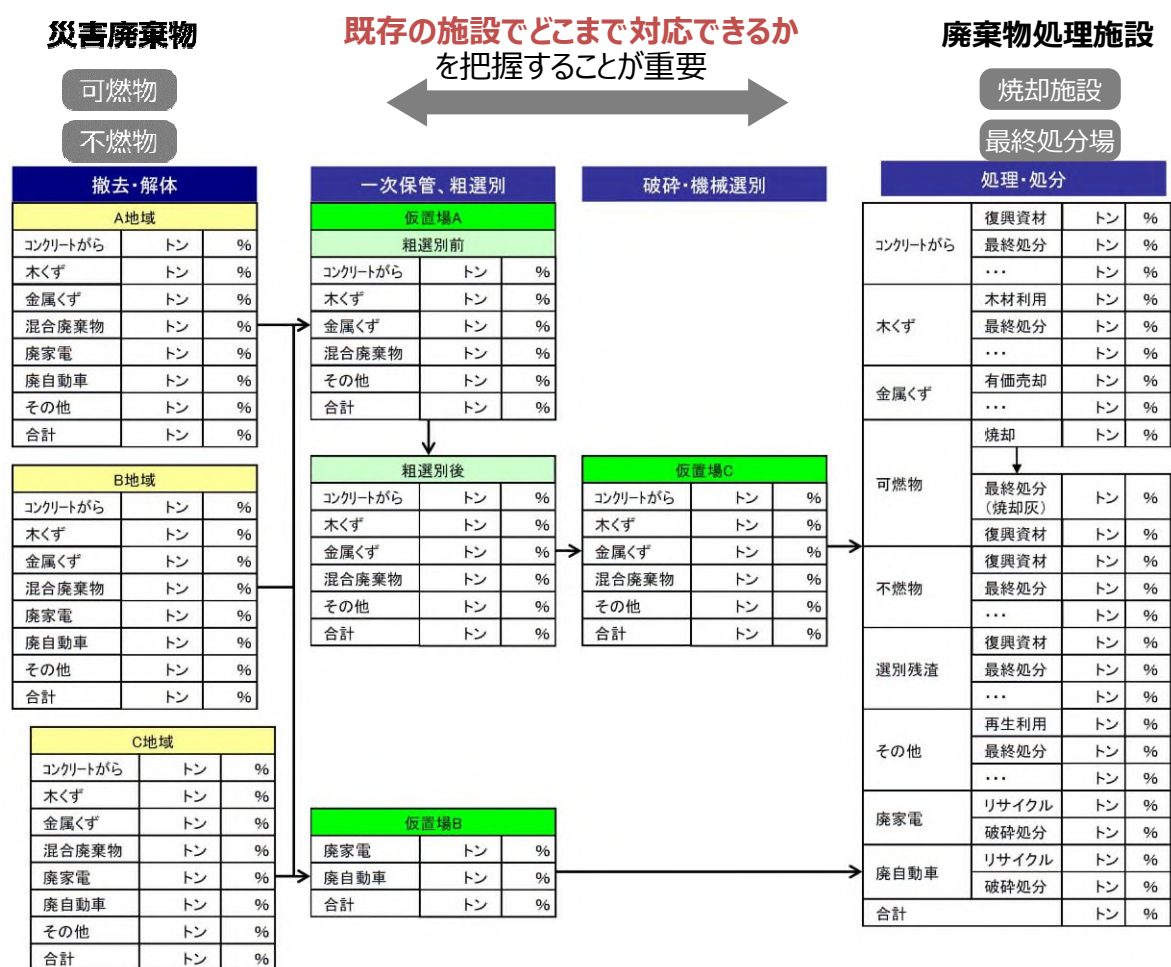 災害廃棄物
可燃物
不燃物
既存の施設でどこまで対応できるか
を把握することが重要
廃棄物処理施設
焼却施設
最終処分場
撤去・解体
A地域
コンクリートがら トン %
木くず トン %
金属くず トン %
混合廃棄物 トン %
廃家電 トン %
廃自動車 トン %
その他 トン %
合計 トン %
B地域
コンクリートがら トン %
木くず トン %
金属くず トン %
混合廃棄物 トン %
廃家電 トン %
廃自動車 トン %
その他 トン %
合計 トン %
C地域
コンクリートがら トン %
木くず トン %
金属くず トン %
混合廃棄物 トン %
廃家電 トン %
廃自動車 トン %
その他 トン %
合計 トン %
一次保管、粗選別
仮置場A
粗選別前
コンクリートがら トン %
木くず トン %
金属くず トン %
混合廃棄物 トン %
その他 トン %
合計 トン %
粗選別後
コンクリートがら トン %
木くず トン %
金属くず トン %
混合廃棄物 トン %
その他 トン %
合計 トン %
仮置場B
廃家電 トン %
廃自動車 トン %
合計 トン %
破砕・機械選別
仮置場C
コンクリートがら トン %
木くず トン %
金属くず トン %
混合廃棄物 トン %
その他 トン %
合計 トン %
処理・処分
コンクリートがら 復興資材 トン %
最終処分 トン %
・・・ トン %
木くず 木材利用 トン %
最終処分 トン %
・・・ トン %
金属くず 有価売却 トン %
・・・ トン %
可燃物 焼却 トン %
最終処分
（焼却灰） トン %
復興資材 トン %
不燃物 復興資材 トン %
最終処分 トン %
・・・ トン %
選別残渣 復興資材 トン %
最終処分 トン %
・・・ トン %
その他 再生利用 トン %
最終処分 トン %
・・・ トン %
廃家電 リサイクル トン %
破砕処分 トン %
廃自動車 リサイクル トン %
破砕処分 トン %
合計 トン %